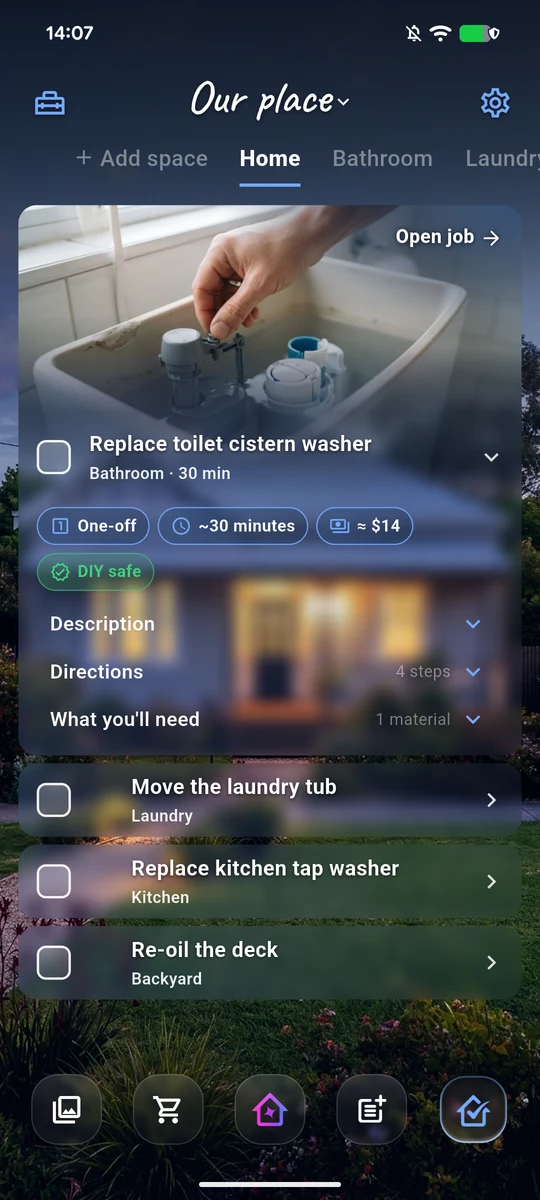 14:07
Our place
+ Add space Home Bathroom Laundry
Open job →
Replace toilet cistern washer
Bathroom · 30 min
1 One-off ~30 minutes ≈ $14
DIY safe
Description
Directions 4 steps
What you'll need 1 material
Move the laundry tub
Laundry
Replace kitchen tap washer
Kitchen
Re-oil the deck
Backyard